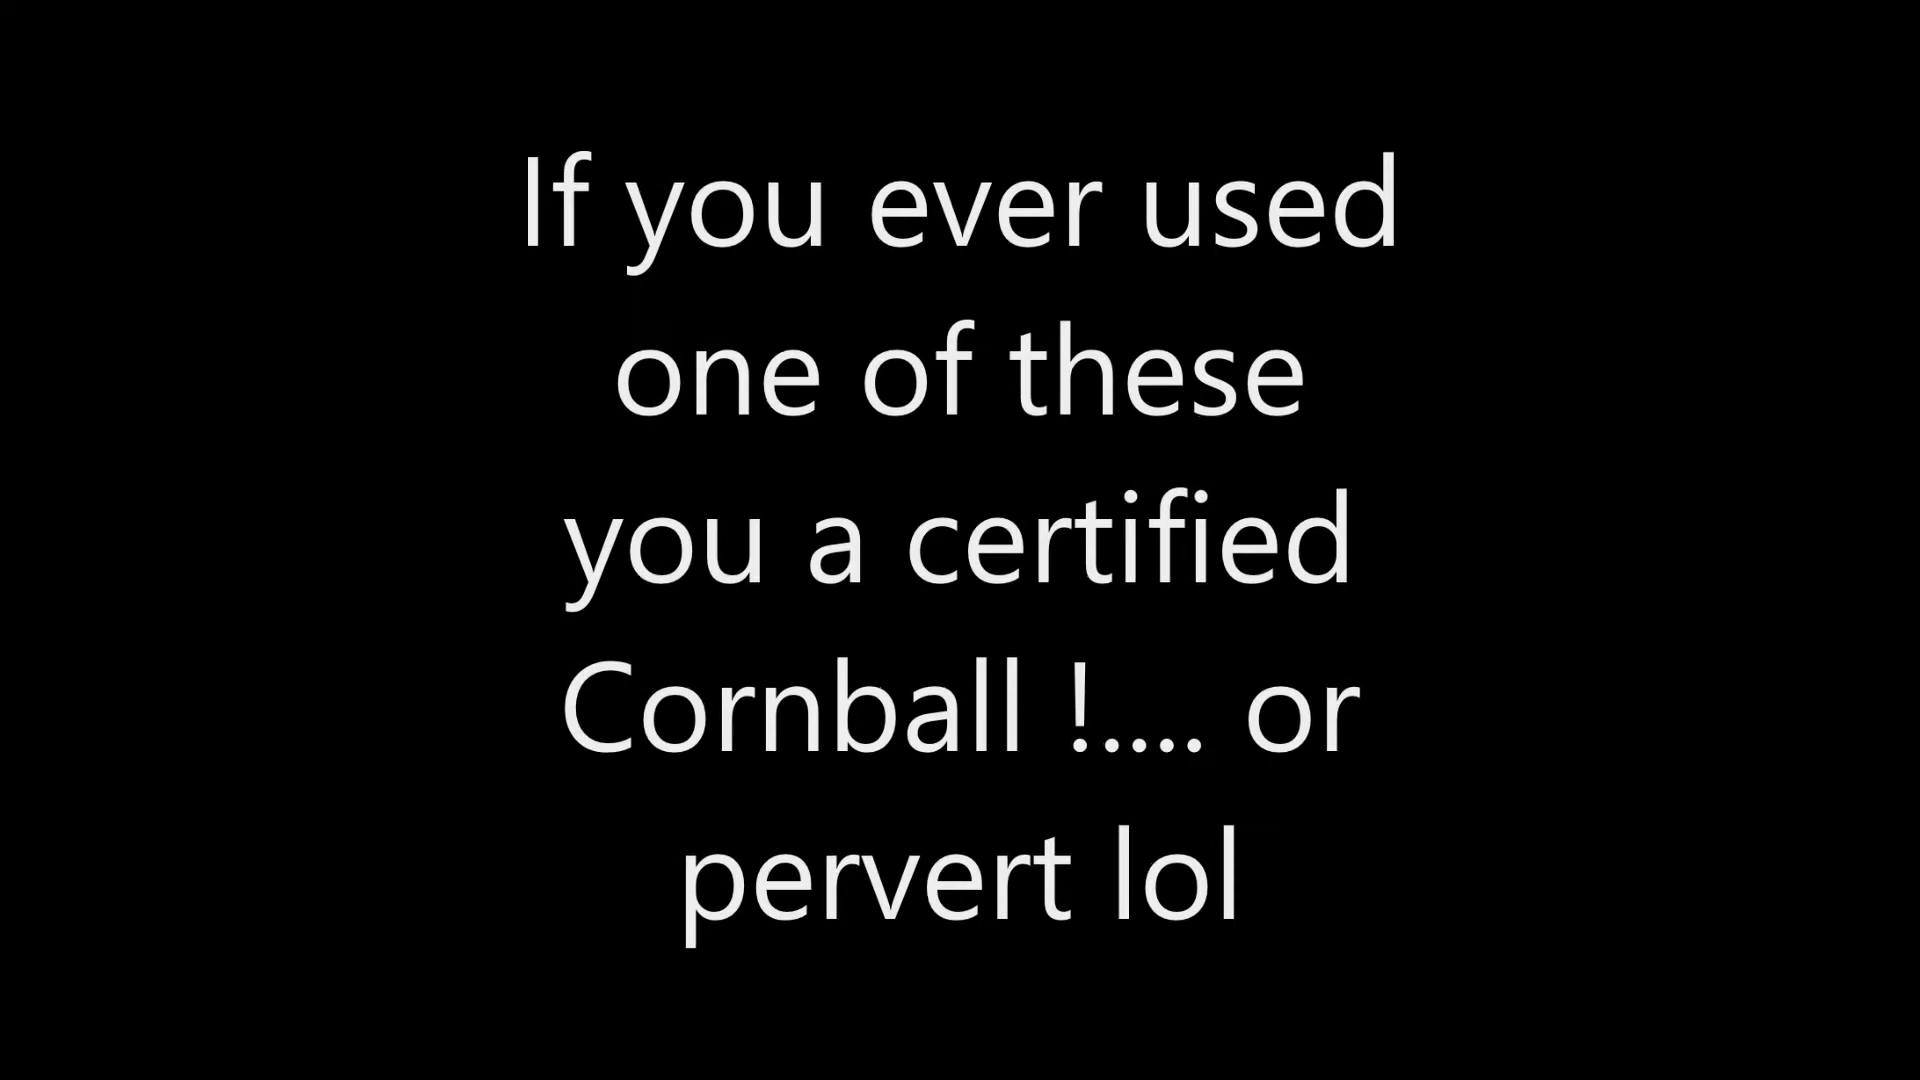 If you ever used
one of these
you a certified
Cornball !.... or
pervert lol